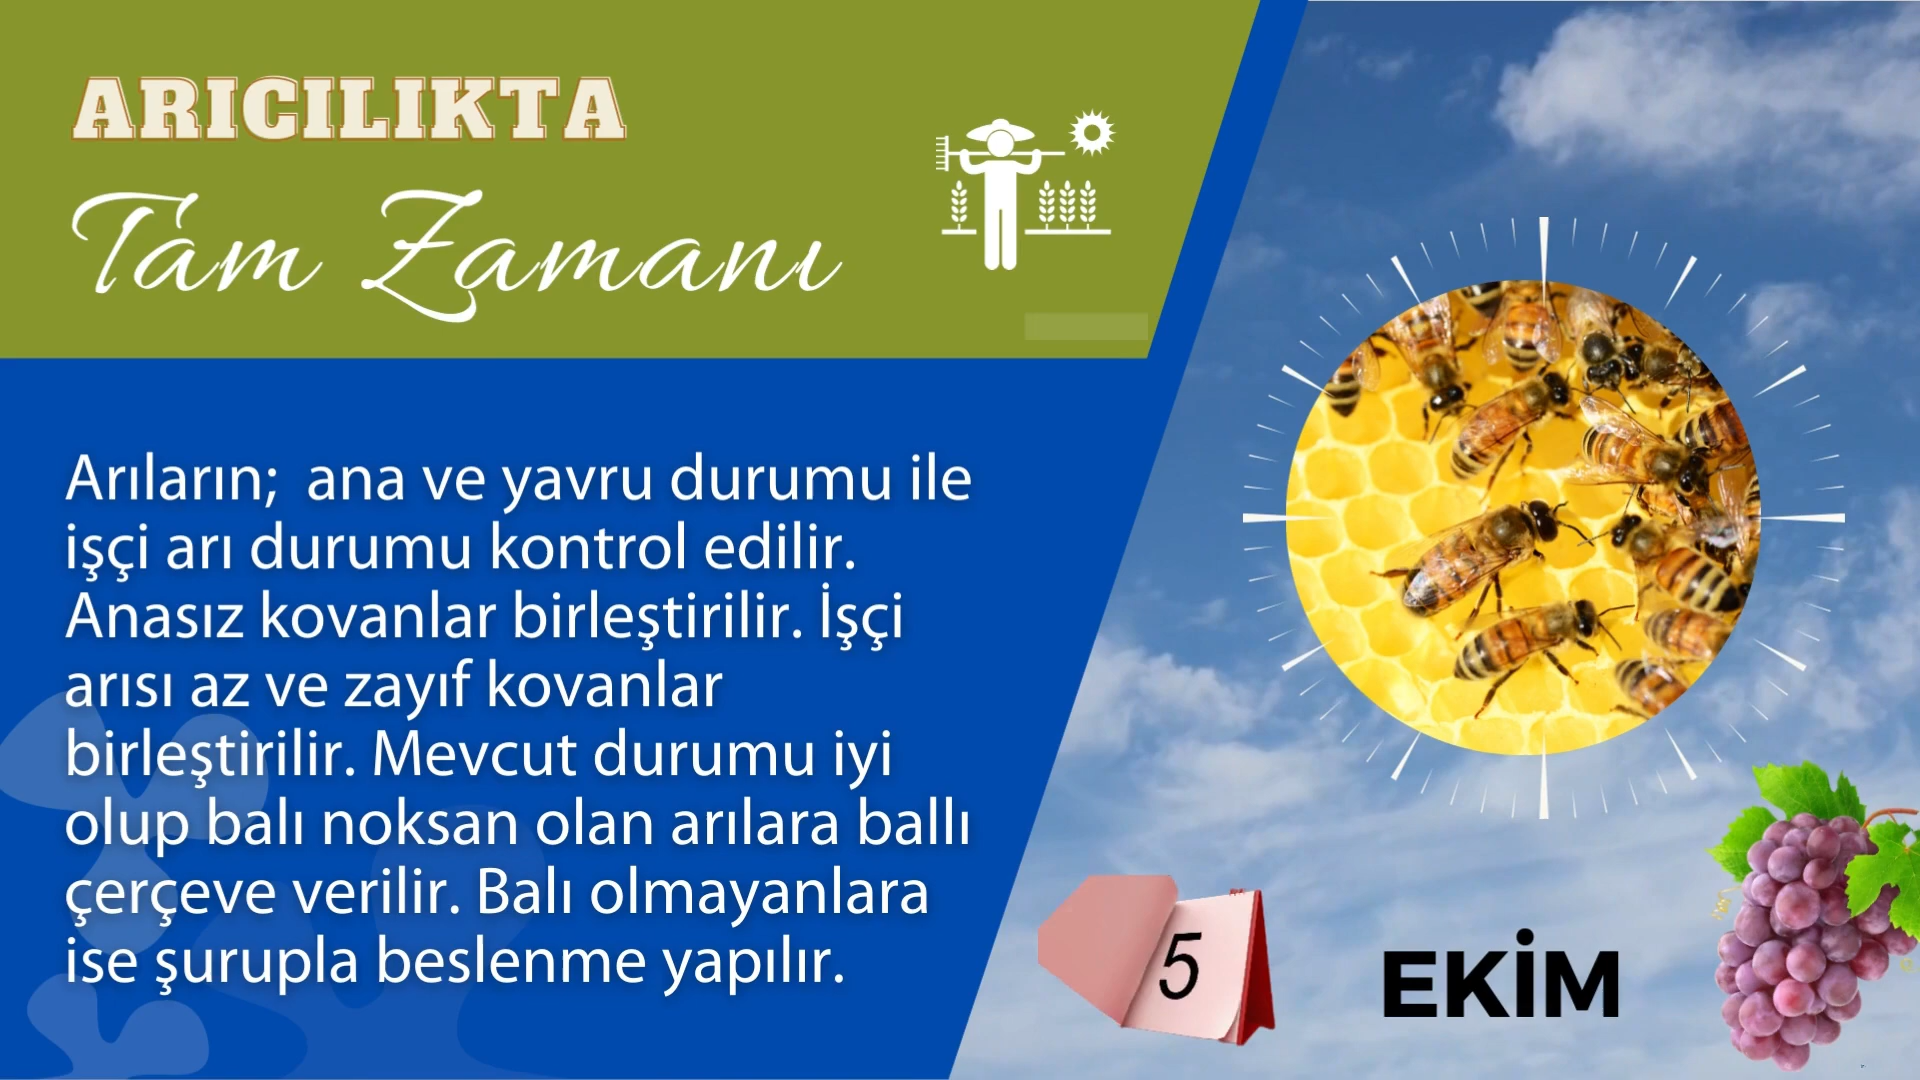 ARICILIKTA
Tam Zamanı
Arıların;  ana ve yavru durumu ile
işçi arı durumu kontrol edilir.
Anasız kovanlar birleştirilir. İşçi
arısı az ve zayıf kovanlar
birleştirilir. Mevcut durumu iyi
olup balı noksan olan arılara ballı
çerçeve verilir. Balı olmayanlara
ise şurupla beslenme yapılır.
5
EKİM